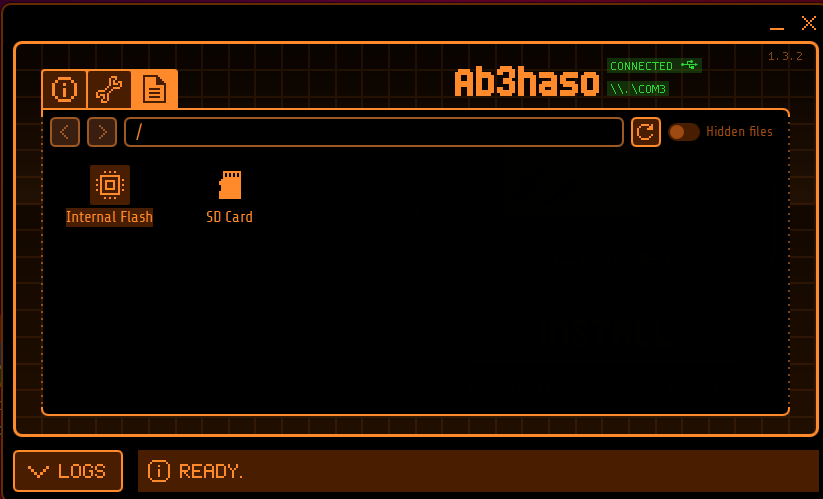 1.3.2
Ab3haso
CONNECTED
\\.\COM3
/
Hidden files
Internal Flash
SD Card
LOGS
READY.